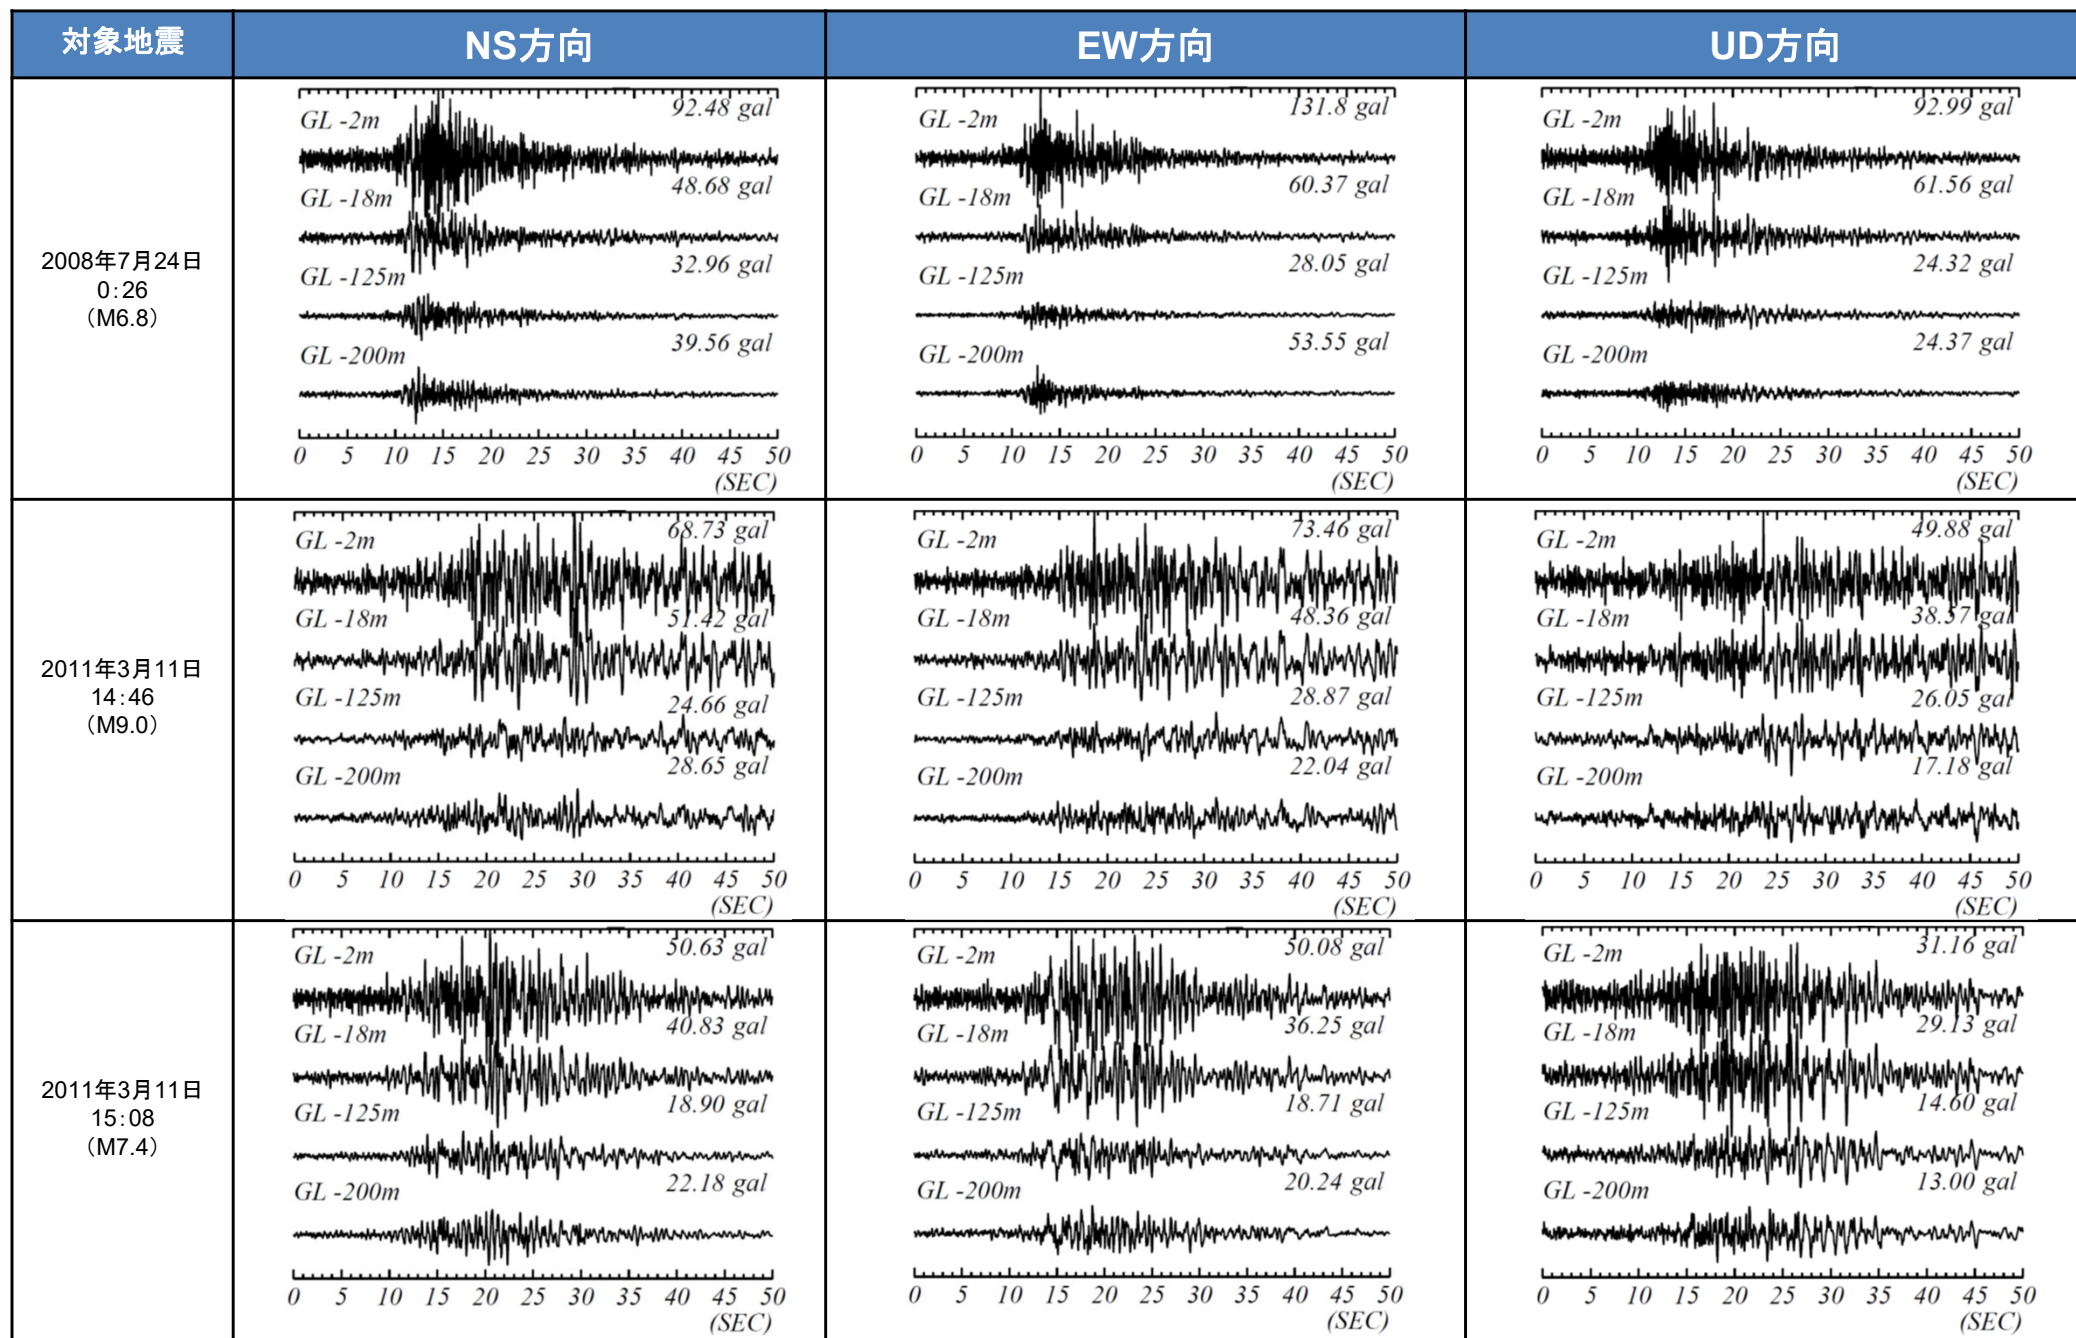 対象地震 NS方向 EW方向 UD方向
2008年7月24日
0:26
（M6.8）
GL -2m 92.48 gal
GL -18m 48.68 gal
GL -125m 32.96 gal
GL -200m 39.56 gal
0 5 10 15 20 25 30 35 40 45 50
(SEC)
GL -2m 131.8 gal
GL -18m 60.37 gal
GL -125m 28.05 gal
GL -200m 53.55 gal
0 5 10 15 20 25 30 35 40 45 50
(SEC)
GL -2m 92.99 gal
GL -18m 61.56 gal
GL -125m 24.32 gal
GL -200m 24.37 gal
0 5 10 15 20 25 30 35 40 45 50
(SEC)
2011年3月11日
14:46
（M9.0）
GL -2m 68.73 gal
GL -18m 51.42 gal
GL -125m 24.66 gal
GL -200m 28.65 gal
0 5 10 15 20 25 30 35 40 45 50
(SEC)
GL -2m 73.46 gal
GL -18m 48.36 gal
GL -125m 28.87 gal
GL -200m 22.04 gal
0 5 10 15 20 25 30 35 40 45 50
(SEC)
GL -2m 49.88 gal
GL -18m 38.57 gal
GL -125m 26.05 gal
GL -200m 17.18 gal
0 5 10 15 20 25 30 35 40 45 50
(SEC)
2011年3月11日
15:08
（M7.4）
GL -2m 50.63 gal
GL -18m 40.83 gal
GL -125m 18.90 gal
GL -200m 22.18 gal
0 5 10 15 20 25 30 35 40 45 50
(SEC)
GL -2m 50.08 gal
GL -18m 36.25 gal
GL -125m 18.71 gal
GL -200m 20.24 gal
0 5 10 15 20 25 30 35 40 45 50
(SEC)
GL -2m 31.16 gal
GL -18m 29.13 gal
GL -125m 14.60 gal
GL -200m 13.00 gal
0 5 10 15 20 25 30 35 40 45 50
(SEC)